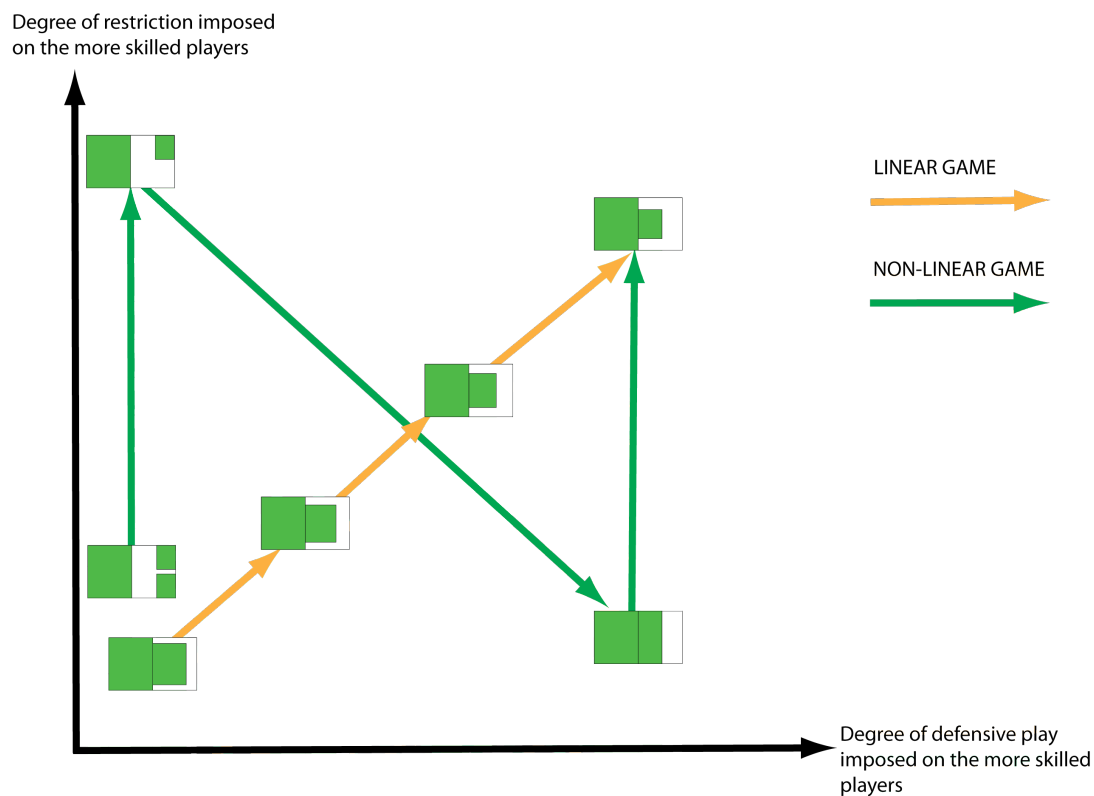 Degree of restriction imposed
on the more skilled players
LINEAR GAME
NON-LINEAR GAME
Degree of defensive play
imposed on the more skilled
players